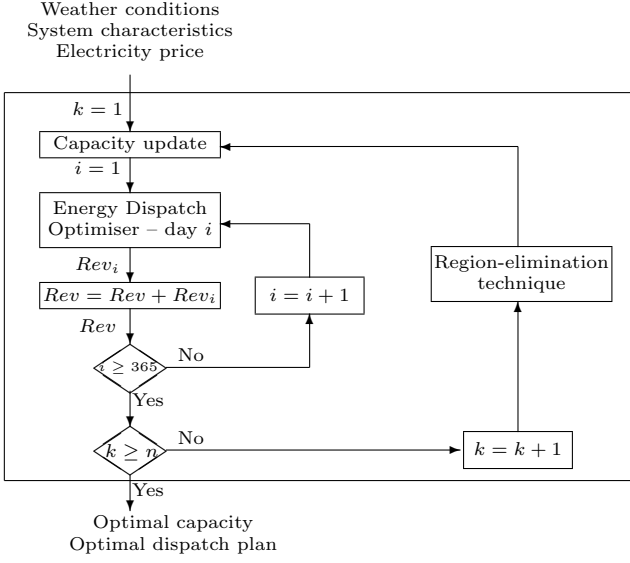 Weather conditions
System characteristics
Electricity price
k = 1
Capacity update
i = 1
Energy Dispatch
Optimiser – day i
Rev_i
Rev = Rev + Rev_i
i = i + 1
Region-elimination
technique
Rev
i ≥ 365
No
Yes
k ≥ n
No
k = k + 1
Yes
Optimal capacity
Optimal dispatch plan